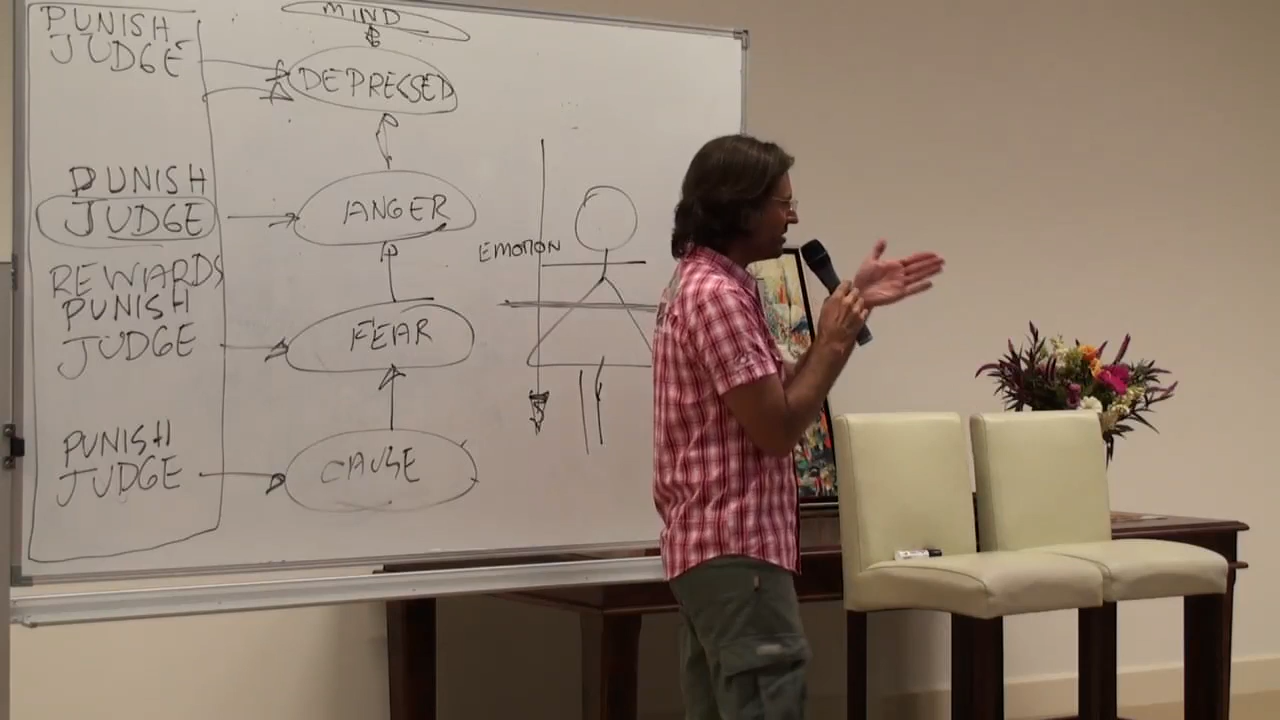 PUNISH
JUDGE
MIND
DEPRESSED
PUNISH
JUDGE
ANGER
REWARDS
PUNISH
JUDGE
FEAR
EMOTION
PUNISH
JUDGE
CAUSE